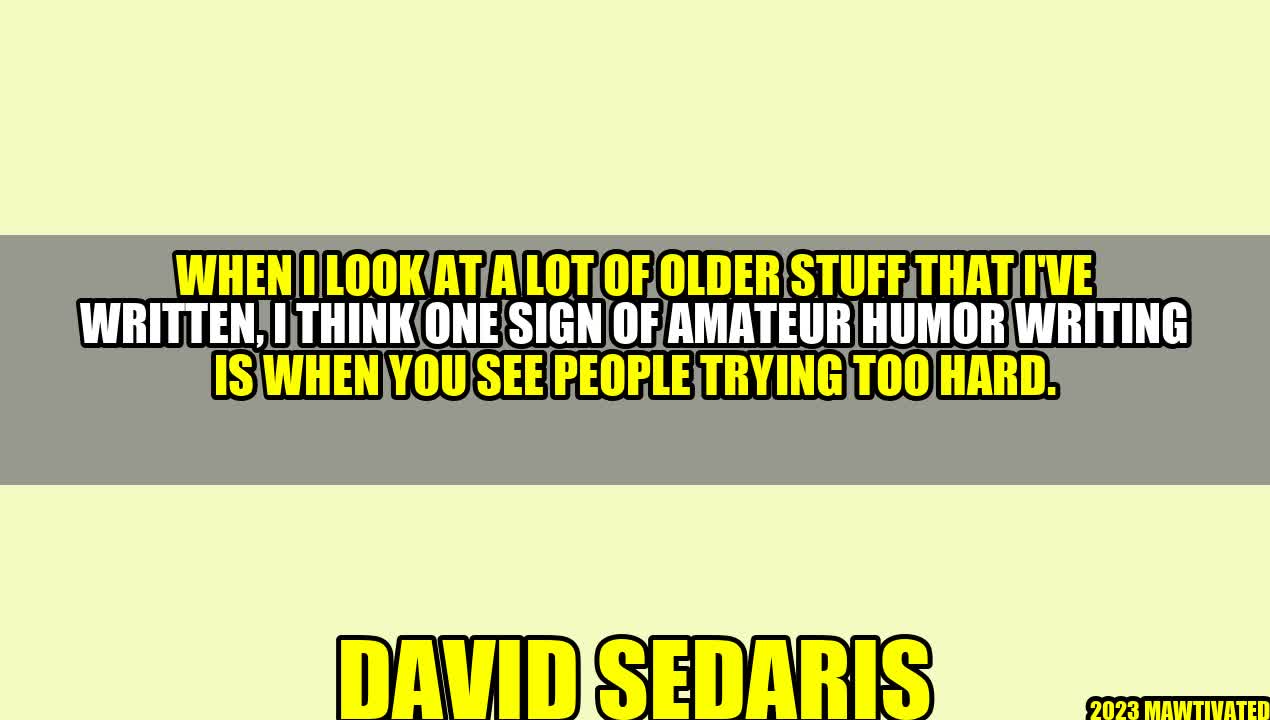 WHEN I LOOK AT A LOT OF OLDER STUFF THAT I'VE
WRITTEN, I THINK ONE SIGN OF AMATEUR HUMOR WRITING
IS WHEN YOU SEE PEOPLE TRYING TOO HARD.
DAVID SEDARIS
2023 MAWTIVATED